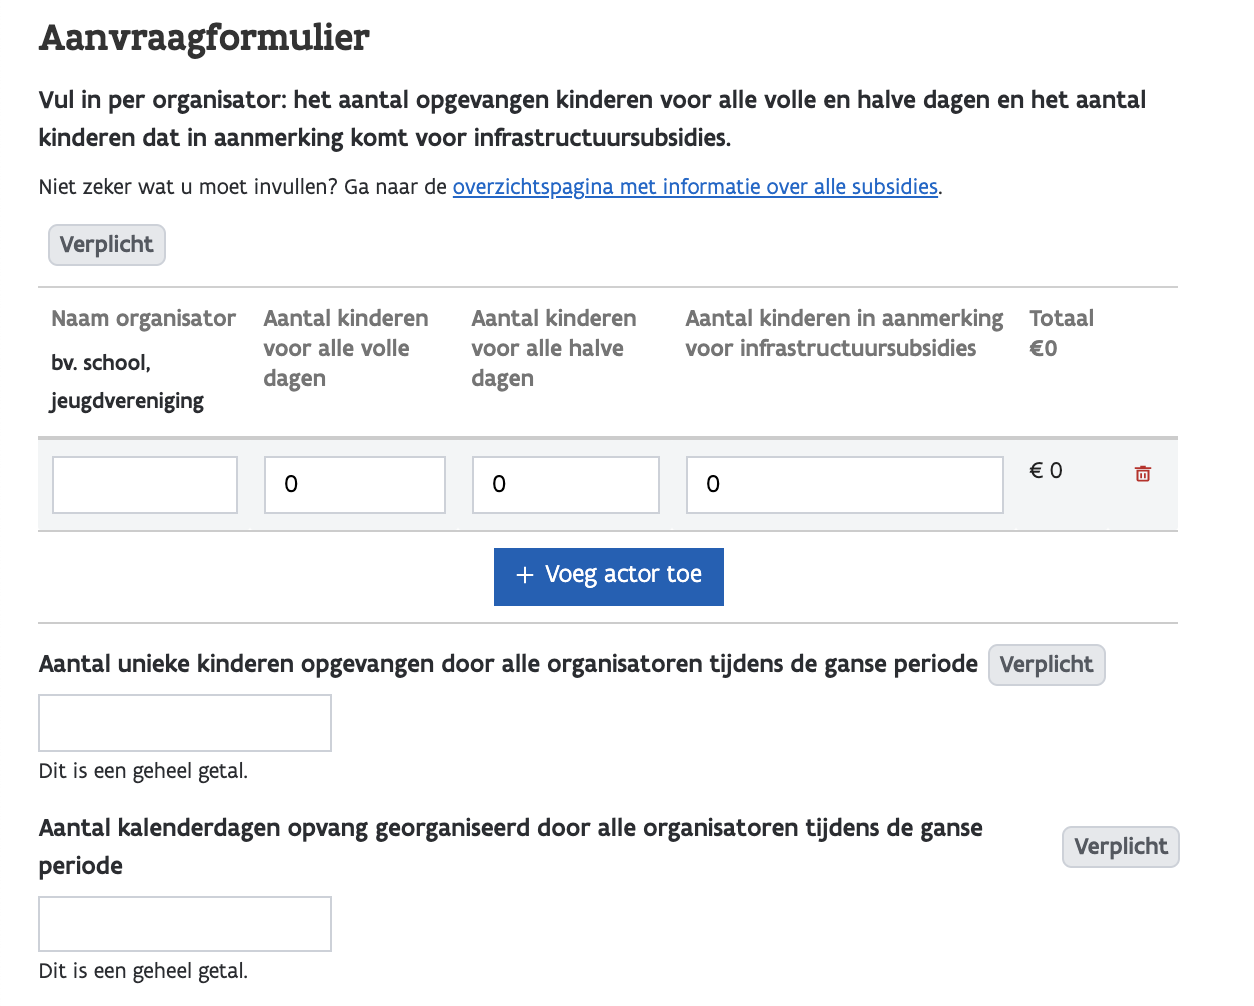 Aanvraagformulier
Vul in per organisator: het aantal opgevangen kinderen voor alle volle en halve dagen en het aantal
kinderen dat in aanmerking komt voor infrastructuursubsidies.
Niet zeker wat u moet invullen? Ga naar de overzichtspagina met informatie over alle subsidies.
Verplicht
Naam organisator
bv. school,
jeugdvereniging
Aantal kinderen
voor alle volle
dagen
Aantal kinderen
voor alle halve
dagen
Aantal kinderen in aanmerking
voor infrastructuursubsidies
Totaal
€0
0
0
0
€ 0
+ Voeg actor toe
Aantal unieke kinderen opgevangen door alle organisatoren tijdens de ganse periode
Verplicht
Dit is een geheel getal.
Aantal kalenderdagen opvang georganiseerd door alle organisatoren tijdens de ganse
periode
Verplicht
Dit is een geheel getal.